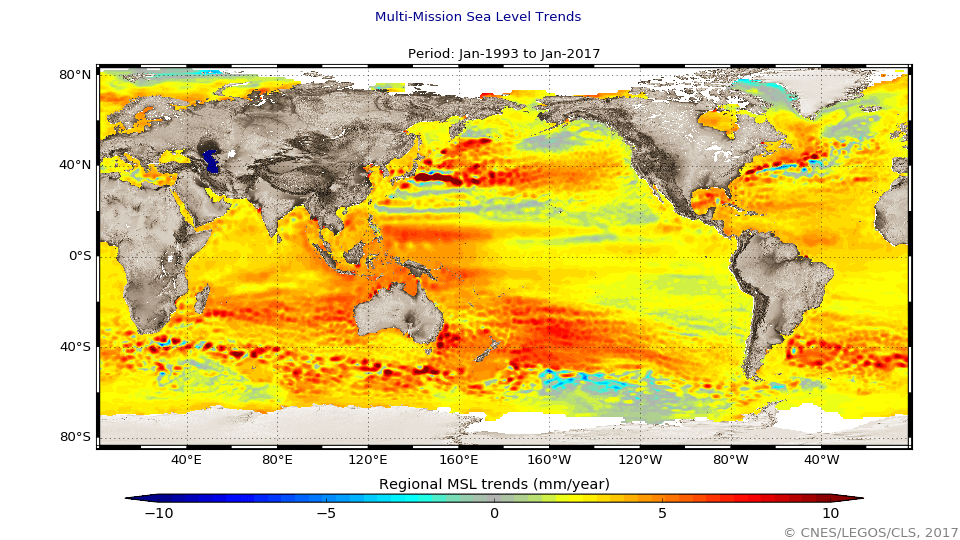 Multi-Mission Sea Level Trends
Period: Jan-1993 to Jan-2017
80°N
40°N
0°S
40°S
80°S
40°E 80°E 120°E 160°E 160°W 120°W 80°W 40°W
Regional MSL trends (mm/year)
−10 −5 0 5 10
© CNES/LEGOS/CLS, 2017